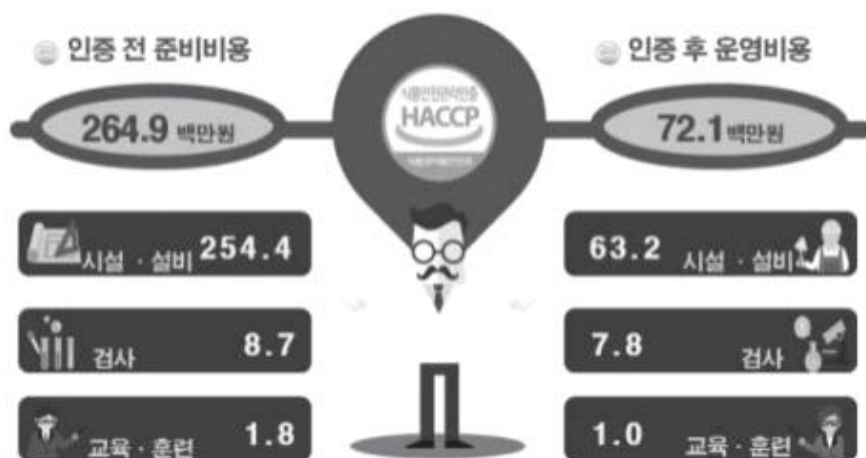 인증 전 준비비용
264.9 백만원
시설 · 설비 254.4
검사 8.7
교육 · 훈련 1.8
HACCP
인증 후 운영비용
72.1 백만원
63.2 시설 · 설비
7.8 검사
1.0 교육 · 훈련